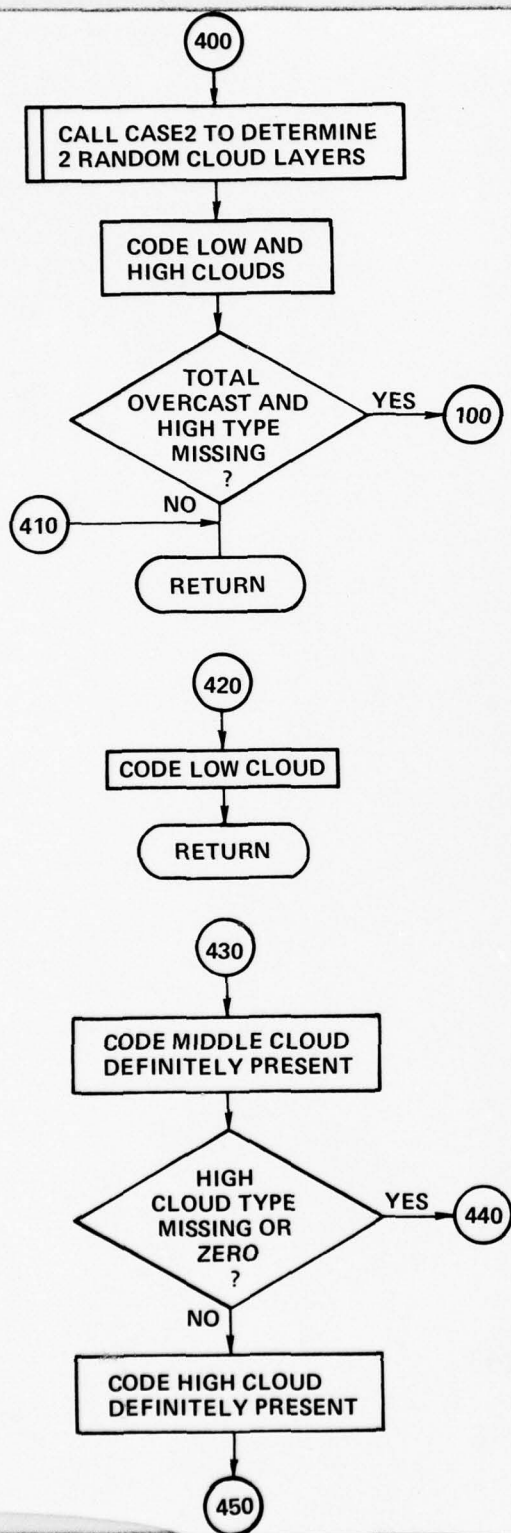 400
CALL CASE2 TO DETERMINE
2 RANDOM CLOUD LAYERS
CODE LOW AND
HIGH CLOUDS
TOTAL
OVERCAST AND
HIGH TYPE
MISSING
?
YES
100
NO
410
RETURN
420
CODE LOW CLOUD
RETURN
430
CODE MIDDLE CLOUD
DEFINITELY PRESENT
HIGH
CLOUD TYPE
MISSING OR
ZERO
?
YES
440
NO
CODE HIGH CLOUD
DEFINITELY PRESENT
450